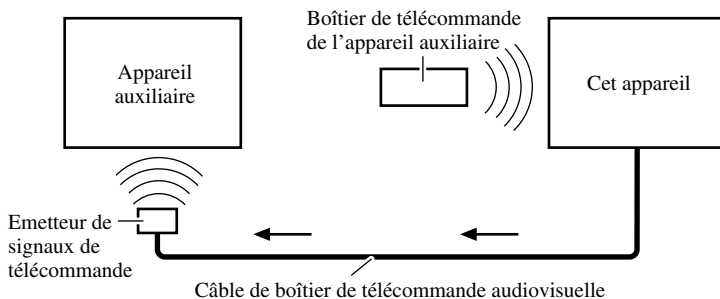 Boîtier de télécommande
de l'appareil auxiliaire
Appareil
auxiliaire
Cet appareil
Emetteur de
signaux de
télécommande
Câble de boîtier de télécommande audiovisuelle